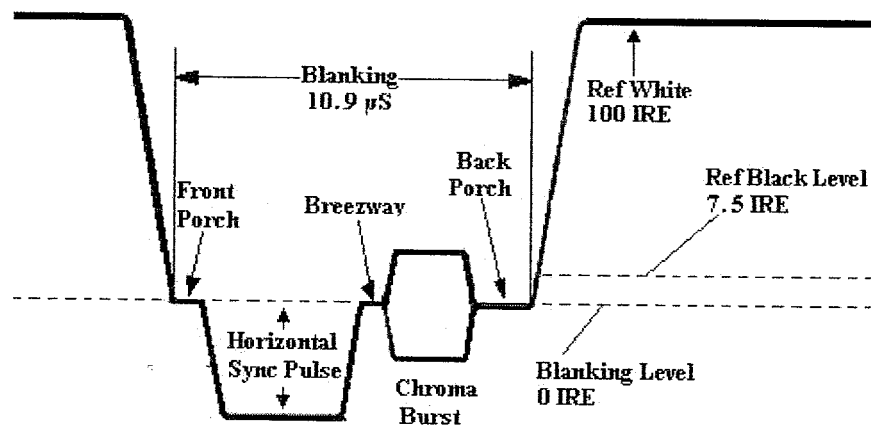 Blanking
10.9 µS
Ref White
100 IRE
Front
Porch
Breezway
Back
Porch
Ref Black Level
7.5 IRE
Horizontal
Sync Pulse
Chroma
Burst
Blanking Level
0 IRE